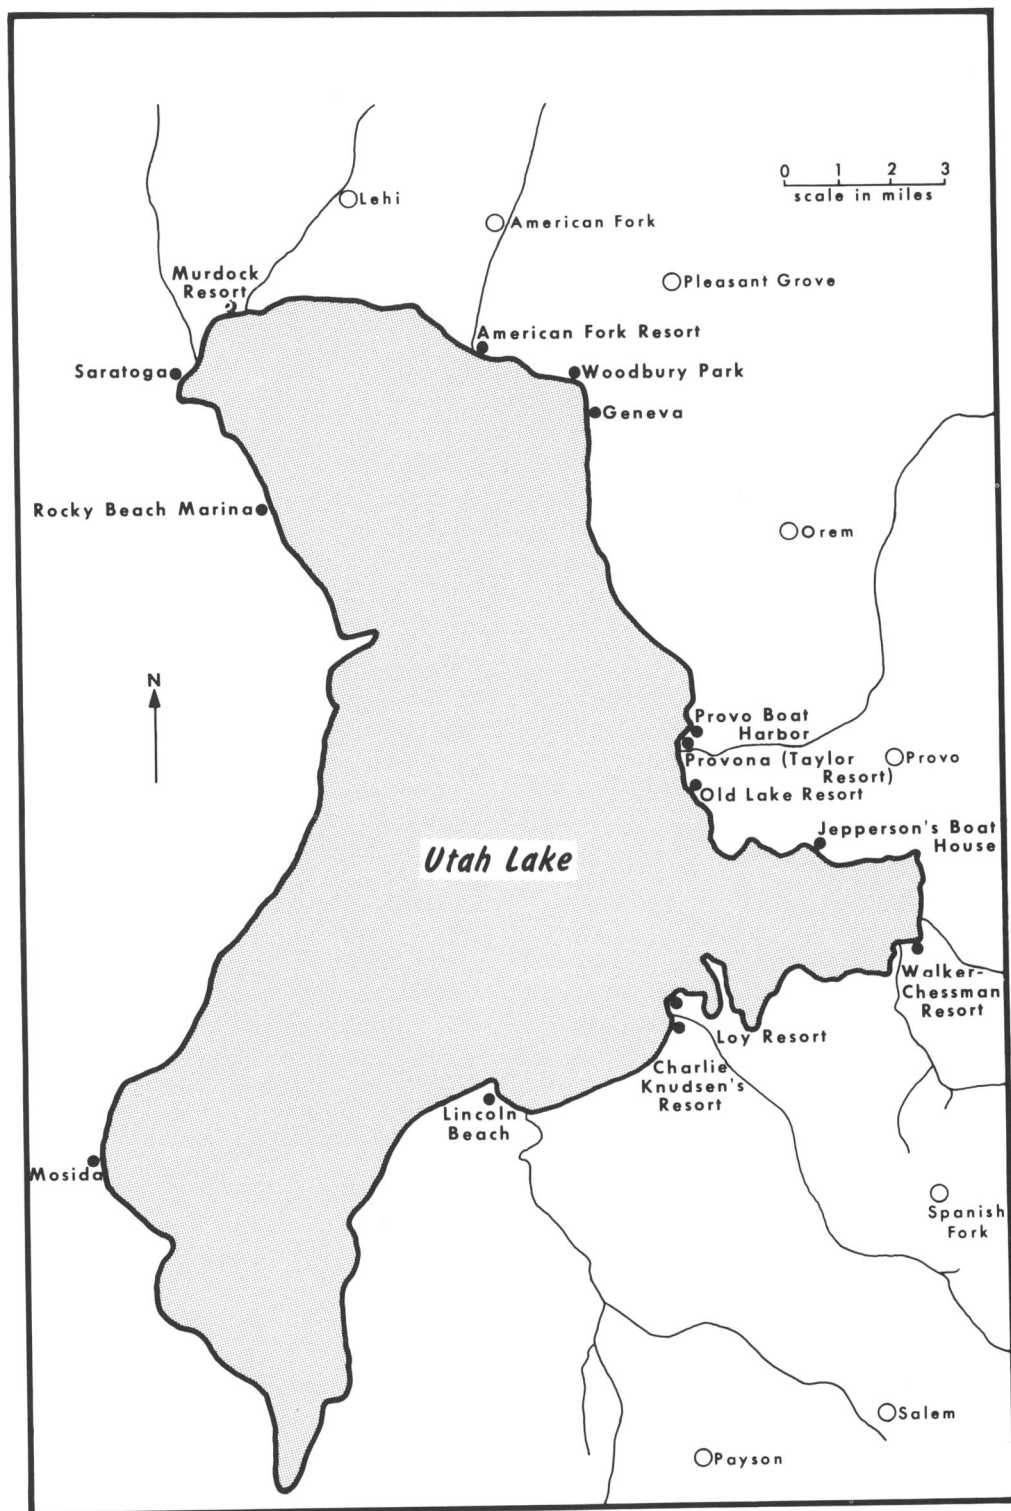 0 1 2 3
scale in miles
Lehi
American Fork
Murdock
Resort
Pleasant Grove
American Fork Resort
Saratoga
Woodbury Park
Geneva
Rocky Beach Marina
Orem
N
Provo Boat
Harbor
Provona (Taylor
Resort)
Provo
Old Lake Resort
Jepperson's Boat
House
Utah Lake
Walker-
Chessman
Resort
Loy Resort
Charlie
Knudsen's
Resort
Lincoln
Beach
Mosida
Spanish
Fork
Salem
Payson